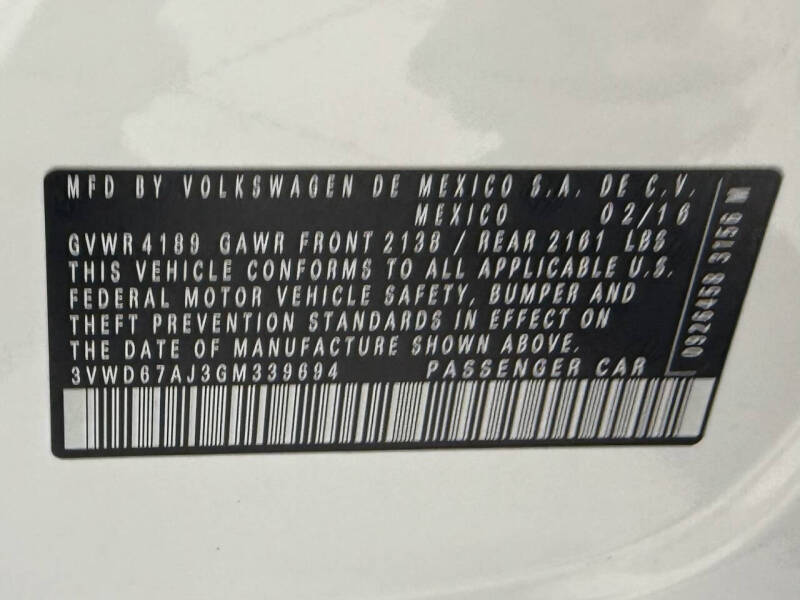 MFD BY VOLKSWAGEN DE MEXICO S.A. DE C.V.
MEXICO 02/16
GVWR 4189 GAWR FRONT 2138 / REAR 2161 LBS
THIS VEHICLE CONFORMS TO ALL APPLICABLE U.S.
FEDERAL MOTOR VEHICLE SAFETY, BUMPER AND
THEFT PREVENTION STANDARDS IN EFFECT ON
THE DATE OF MANUFACTURE SHOWN ABOVE.
3VWD67AJ3GM339694 PASSENGER CAR
0926458 3156 M